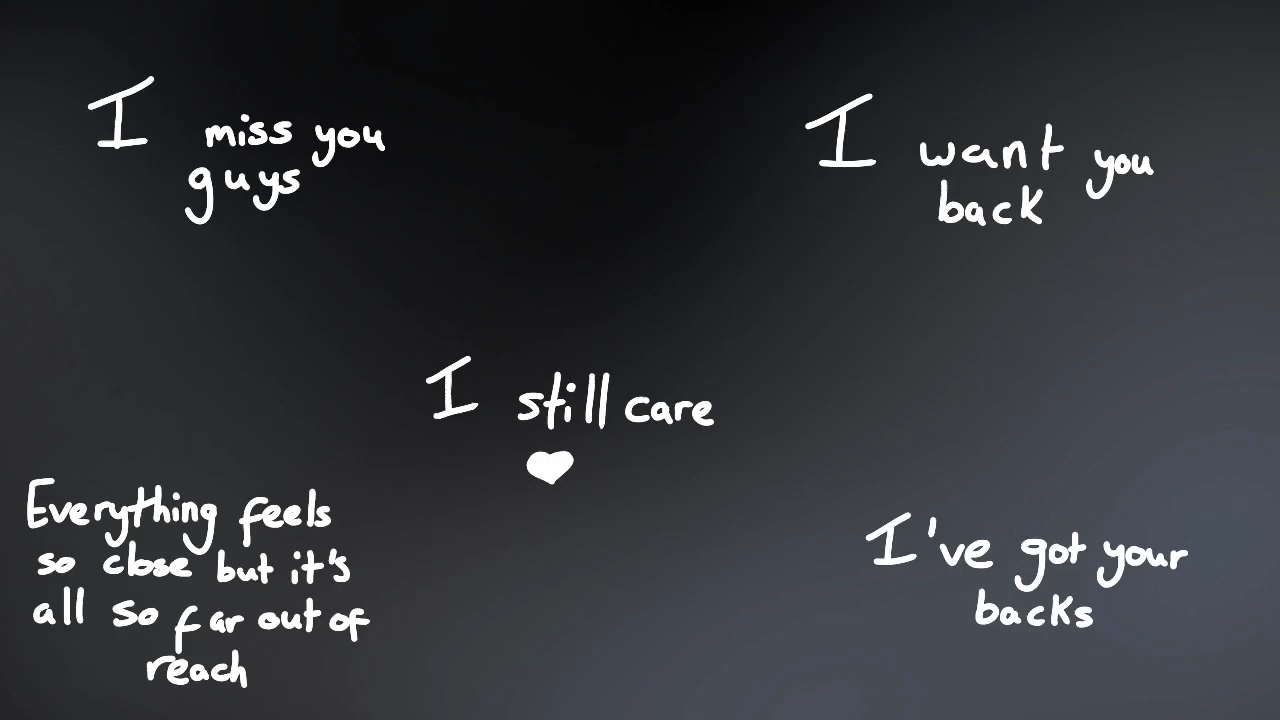 I miss you
guys
I want you
back
I still care
Everything feels
so close but it's
all so far out of
reach
I've got your
backs